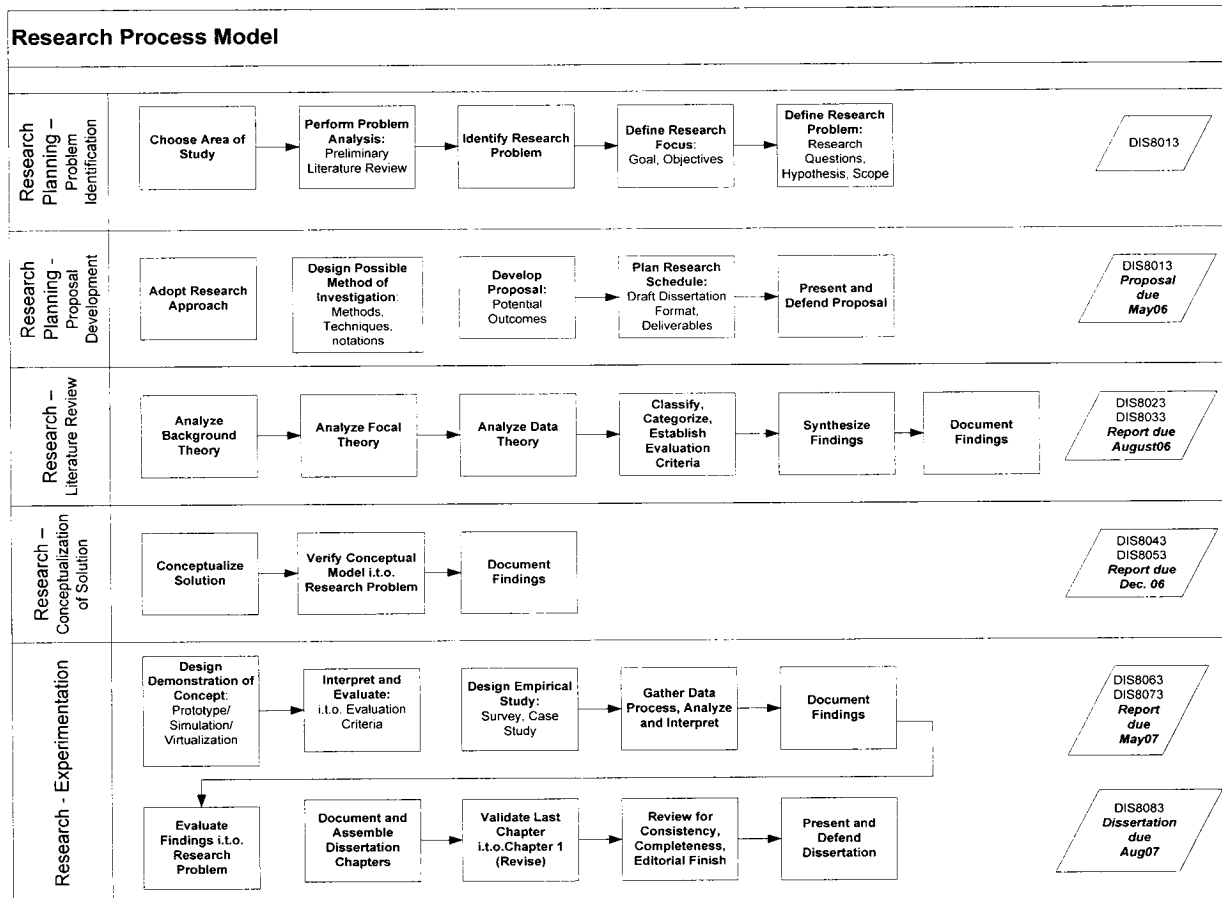 Research Process Model
Research
Planning –
Problem
Identification
Choose Area of
Study
Perform Problem
Analysis:
Preliminary
Literature Review
Identify Research
Problem
Define Research
Focus:
Goal, Objectives
Define Research
Problem:
Research
Questions,
Hypothesis, Scope
DIS8013
Research
Planning -
Proposal
Development
Adopt Research
Approach
Design Possible
Method of
Investigation:
Methods,
Techniques,
notations
Develop
Proposal:
Potential
Outcomes
Plan Research
Schedule:
Draft Dissertation
Format,
Deliverables
Present and
Defend Proposal
DIS8013
Proposal
due
May06
Research –
Literature Review
Analyze
Background
Theory
Analyze Focal
Theory
Analyze Data
Theory
Classify,
Categorize,
Establish
Evaluation
Criteria
Synthesize
Findings
Document
Findings
DIS8023
DIS8033
Report due
August06
Research –
Conceptualization
of Solution
Conceptualize
Solution
Verify Conceptual
Model i.t.o.
Research Problem
Document
Findings
DIS8043
DIS8053
Report due
Dec. 06
Research - Experimentation
Design
Demonstration of
Concept:
Prototype/
Simulation/
Virtualization
Interpret and
Evaluate:
i.t.o. Evaluation
Criteria
Design Empirical
Study:
Survey, Case
Study
Gather Data
Process, Analyze
and Interpret
Document
Findings
DIS8063
DIS8073
Report
due
May07
Evaluate
Findings i.t.o.
Research
Problem
Document and
Assemble
Dissertation
Chapters
Validate Last
Chapter
i.t.o.Chapter 1
(Revise)
Review for
Consistency,
Completeness,
Editorial Finish
Present and
Defend
Dissertation
DIS8083
Dissertation
due
Aug07